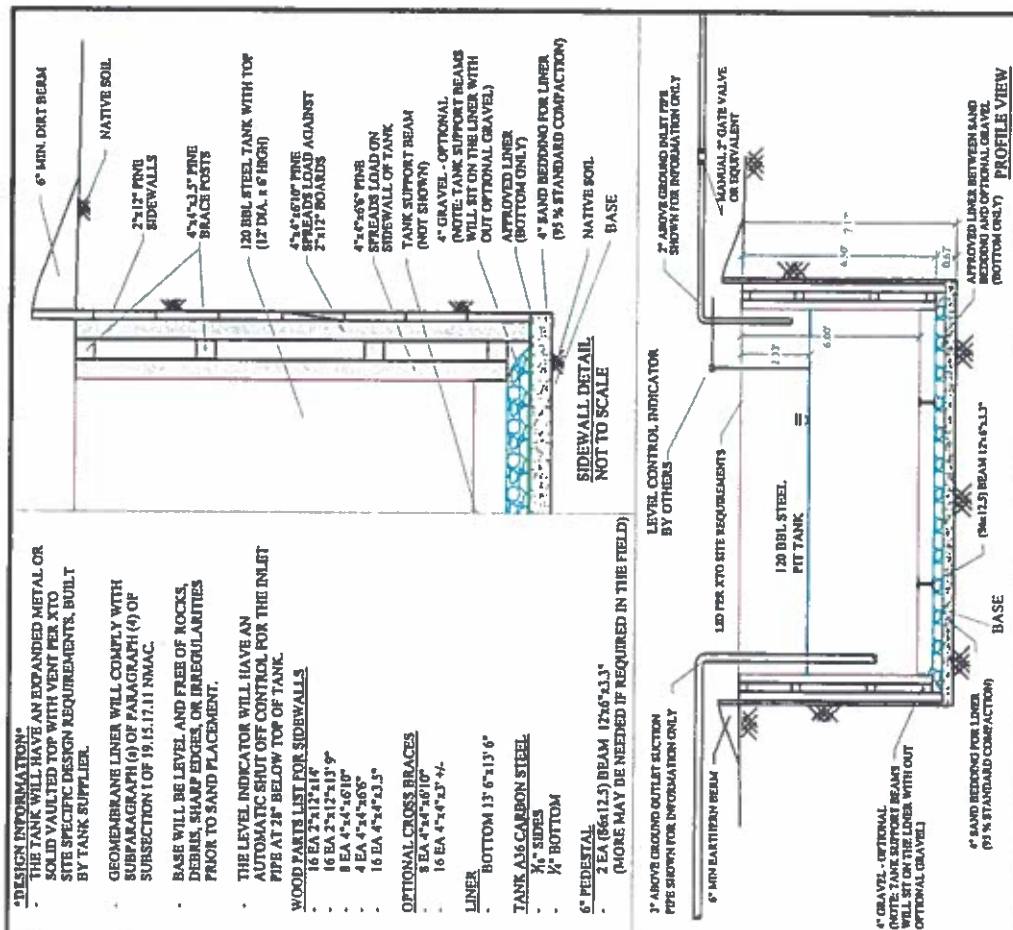 *DESIGN INFORMATION*
- THE TANK WILL HAVE AN EXPANDED METAL OR
SOLID VAULTED TOP WITH VENT PER XTO
SITE SPECIFIC DESIGN REQUIREMENTS, BUILT
BY TANK SUPPLIER.
- GEOMEMBRANE LINER WILL COMPLY WITH
SUBPARAGRAPH (a) OF PARAGRAPH (4) OF
SUBSECTION I OF 19.15.17.11 NMAC.
- BASE WILL BE LEVEL AND FREE OF ROCKS,
DEBRIS, SHARP EDGES, OR IRREGULARITIES
PRIOR TO SAND PLACEMENT.
- THE LEVEL INDICATOR WILL HAVE AN
AUTOMATIC SHUT OFF CONTROL FOR THE INLET
PIPE AT 28" BELOW TOP OF TANK.
WOOD PARTS LIST FOR SIDEWALLS
- 16 EA 2"x12"x14'
- 16 EA 2"x12"x13'9"
- 8 EA 4"x4"x6'10"
- 4 EA 4"x4"x6'6"
- 16 EA 4"x4"x3.5"
OPTIONAL CROSS BRACES
- 8 EA 4"x4"x6'10"
- 16 EA 4"x4"x3' +/-
LINER
- BOTTOM 13' 6"x13' 6"
TANK A36 CARBON STEEL
- SIDES
- 1/4" BOTTOM
6" PEDESTAL
- 2 EA (S6x12.5) BEAM 12'x6"x3.3"
(MORE MAY BE NEEDED IF REQUIRED IN THE FIELD)
6" MIN. DIRT BERM
NATIVE SOIL
2"x12" PINE
SIDEWALLS
4"x4"x3.5" PINE
BRACE POSTS
120 BBL STEEL TANK WITH TOP
(12' DIA. x 6' HIGH)
4"x4"x6'10" PINE
SPREADS LOAD AGAINST
2"x12" BOARDS
4"x4"x6'6" PINE
SPREADS LOAD ON
SIDEWALL OF TANK
TANK SUPPORT BEAM
(NOT SHOWN)
4" GRAVEL - OPTIONAL
(NOTE: TANK SUPPORT BEAMS
WILL SIT ON THE LINER WITH
OUT OPTIONAL GRAVEL)
APPROVED LINER
(BOTTOM ONLY)
4" SAND BEDDING FOR LINER
(95 % STANDARD COMPACTION)
NATIVE SOIL
BASE
SIDEWALL DETAIL
NOT TO SCALE
3" ABOVE GROUND OUTLET SUCTION
PIPE SHOWN FOR INFORMATION ONLY
6" MIN EARTHERN BERM
LEVEL CONTROL INDICATOR
BY OTHERS
LID PER XTO SITE REQUIREMENTS
120 BBL STEEL
PIT TANK
2" ABOVE GROUND INLET PIPE
SHOWN FOR INFORMATION ONLY
MANUAL 2" GATE VALVE
OR EQUIVALENT
2.33'
6.00'
6.50'
7.17'
0.67'
4" GRAVEL - OPTIONAL
(NOTE: TANK SUPPORT BEAMS
WILL SIT ON THE LINER WITH OUT
OPTIONAL GRAVEL)
4" SAND BEDDING FOR LINER
(95 % STANDARD COMPACTION)
BASE
(S6x12.5) BEAM 12'x6"x3.3"
APPROVED LINER BETWEEN SAND
BEDDING AND OPTIONAL GRAVEL
(BOTTOM ONLY)
PROFILE VIEW